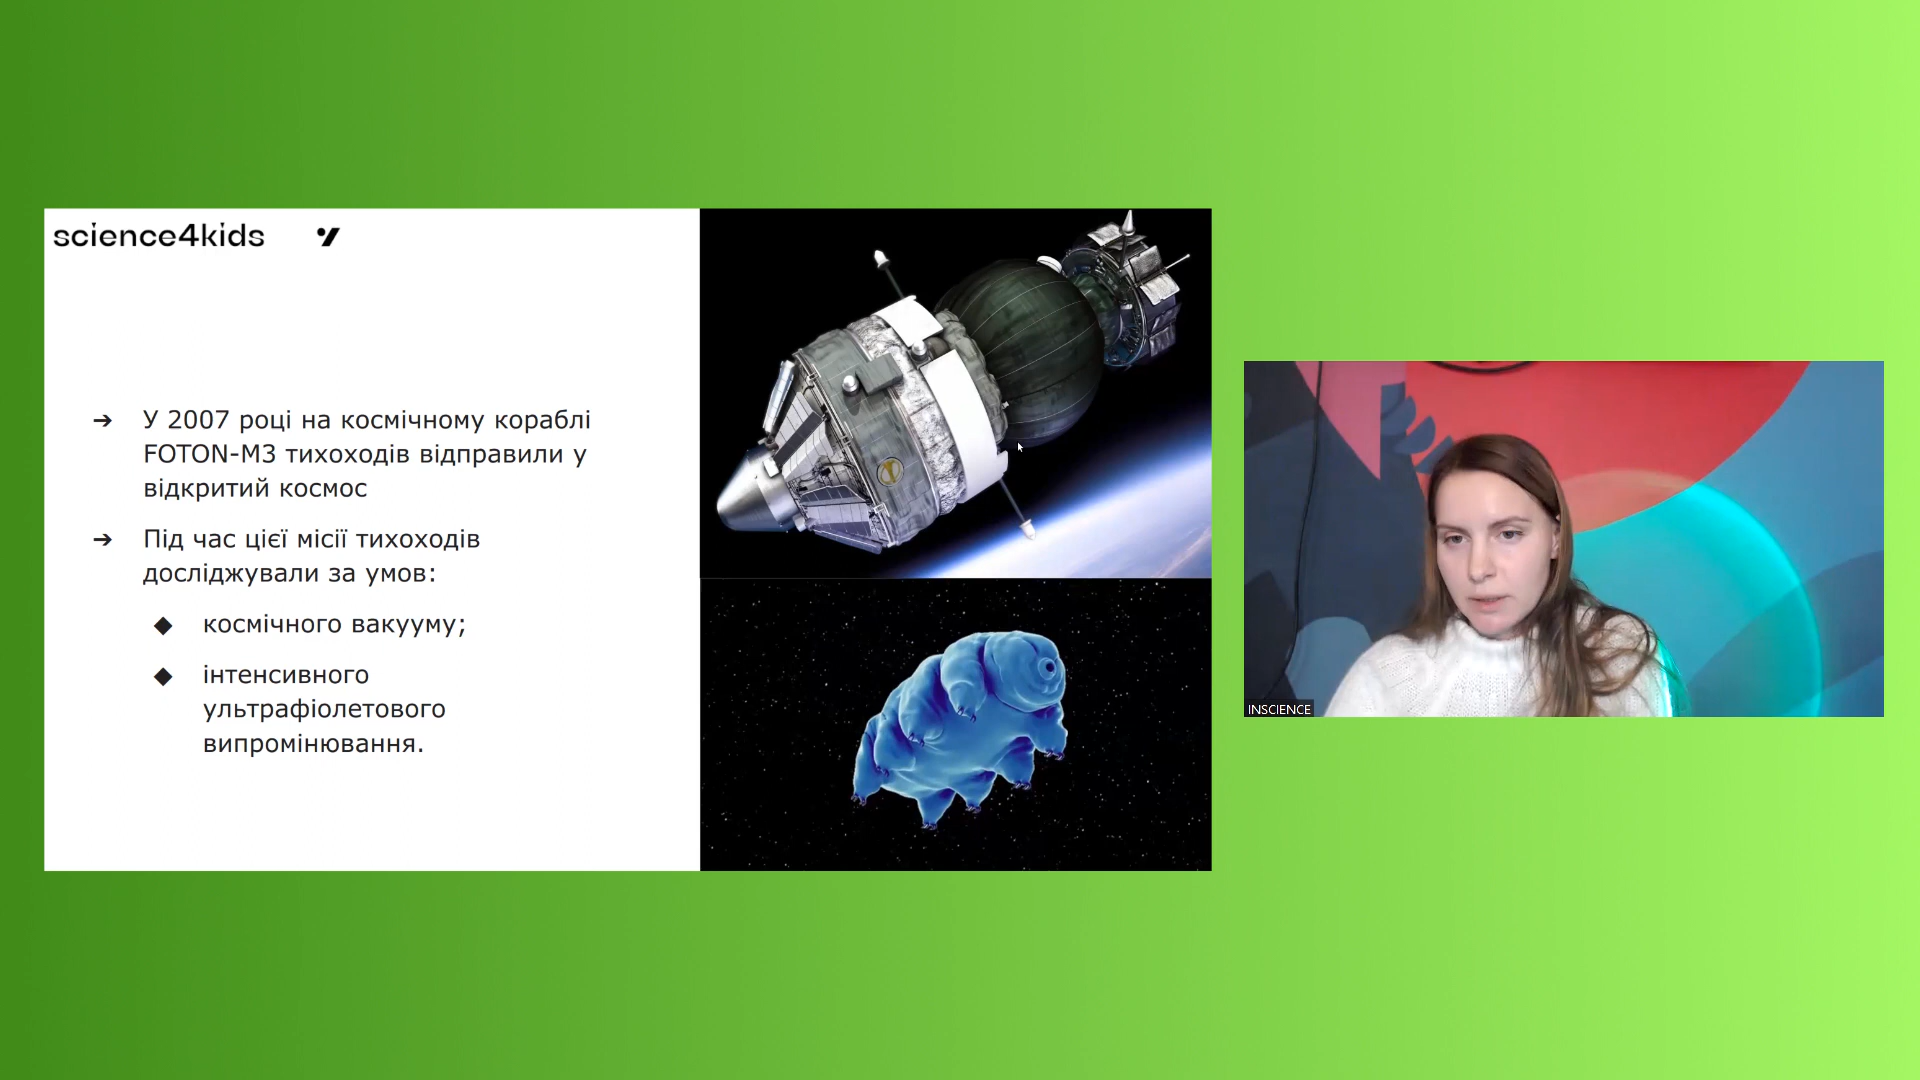 science4kids
У 2007 році на космічному кораблі
FOTON-M3 тихоходів відправили у
відкритий космос
Під час цієї місії тихоходів
досліджували за умов:
космічного вакууму;
інтенсивного
ультрафіолетового
випромінювання.
INSCIENCE